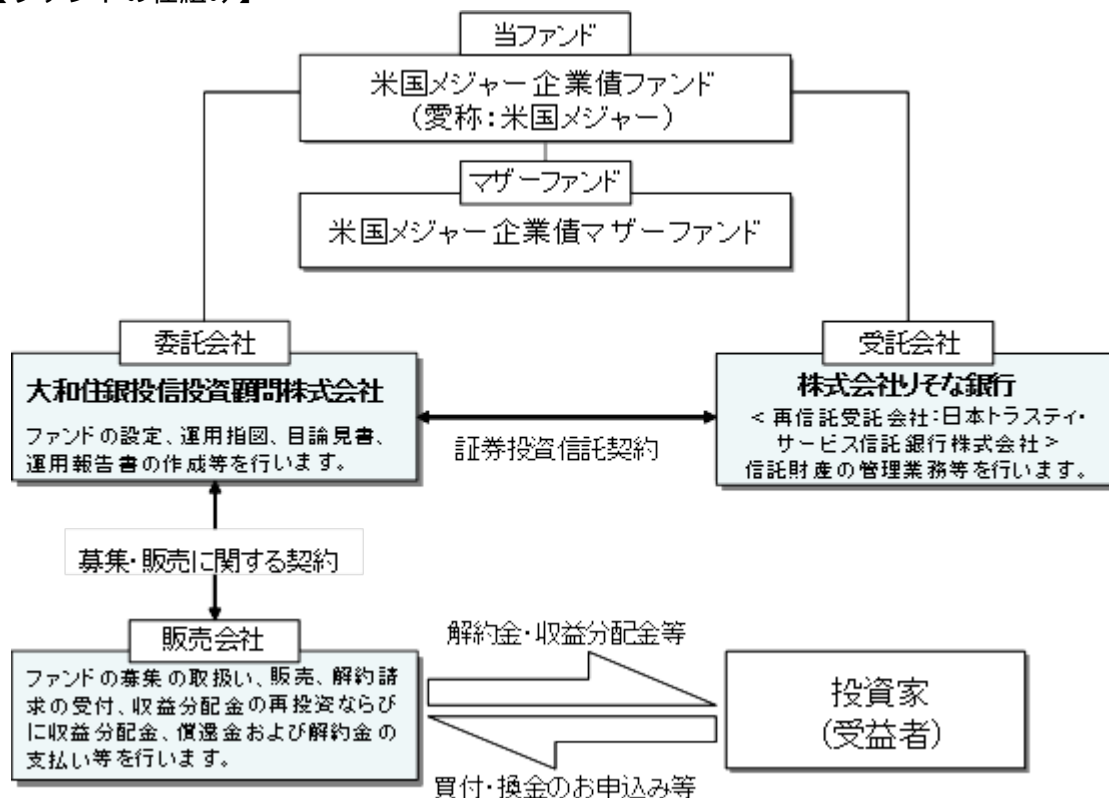 【ファンドの仕組み】
当ファンド
米国メジャー企業債ファンド
(愛称:米国メジャー)
マザーファンド
米国メジャー企業債マザーファンド
委託会社
大和住銀投信投資顧問株式会社
ファンドの設定、運用指図、目論見書、
運用報告書の作成等を行います。
証券投資信託契約
受託会社
株式会社りそな銀行
<再信託受託会社:日本トラスティ・
サービス信託銀行株式会社>
信託財産の管理業務等を行います。
募集・販売に関する契約
販売会社
ファンドの募集の取扱い、販売、解約請
求の受付、収益分配金の再投資ならび
に収益分配金、償還金および解約金の
支払い等を行います。
解約金・収益分配金等
買付・換金のお申込み等
投資家
(受益者)